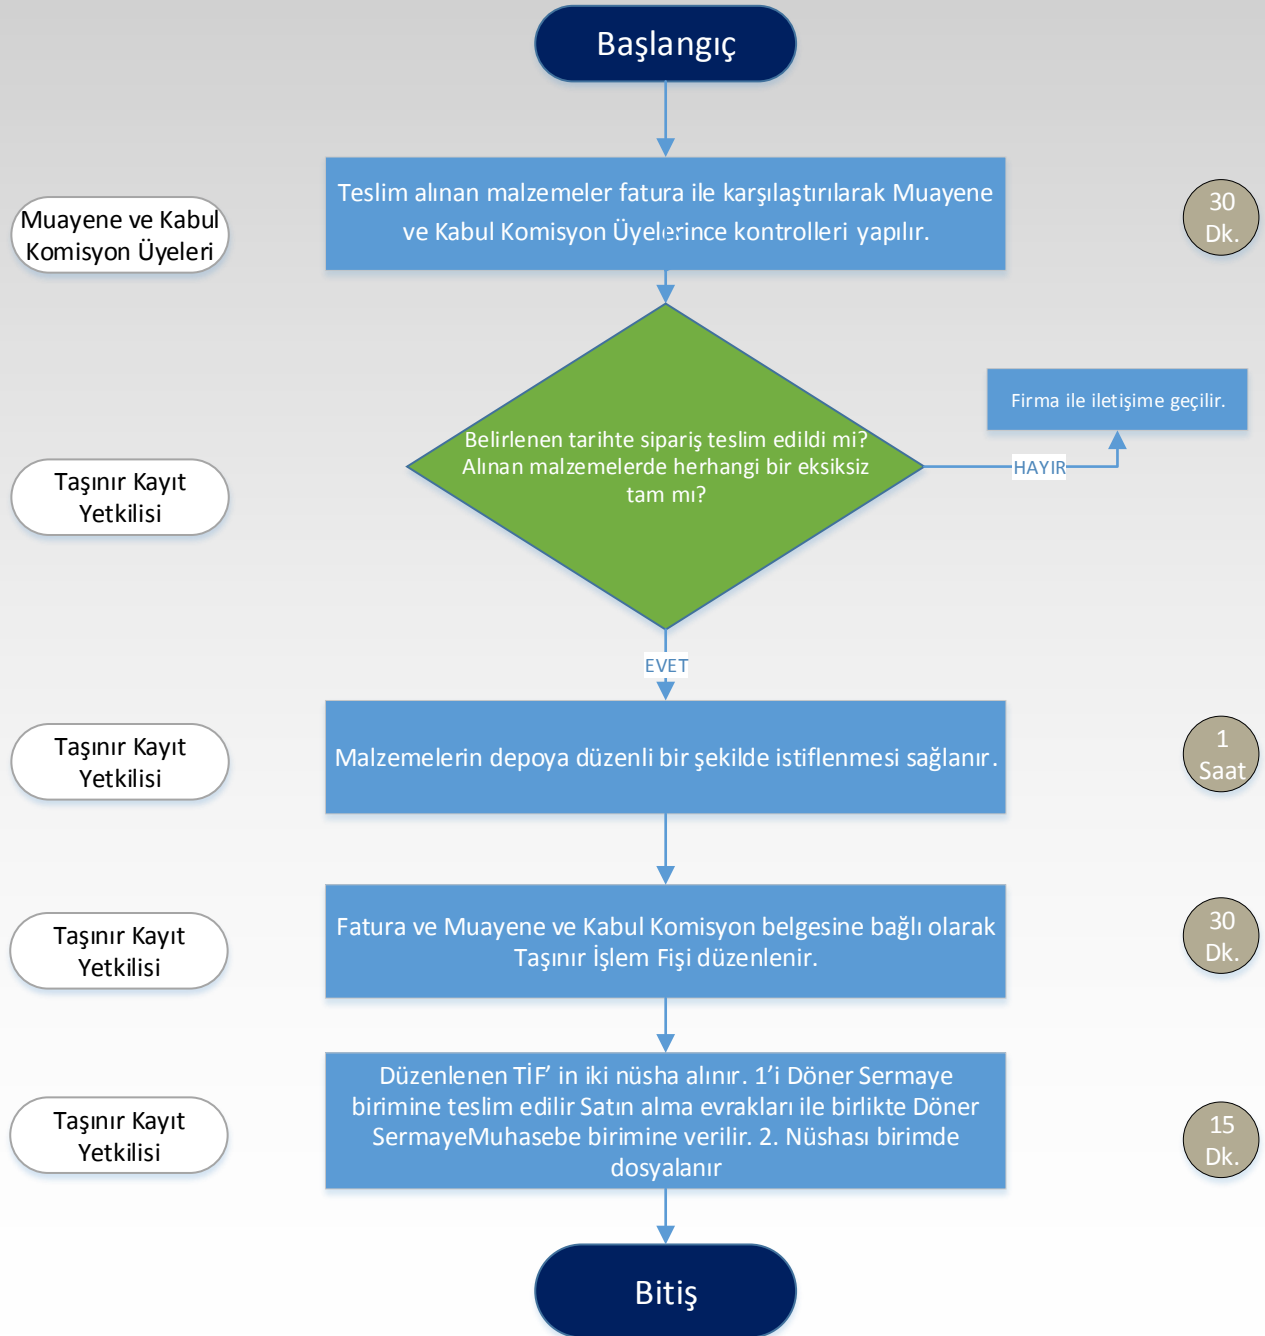 Başlangıç
Muayene ve Kabul
Komisyon Üyeleri
Teslim alınan malzemeler fatura ile karşılaştırılarak Muayene
ve Kabul Komisyon Üyelerince kontrolleri yapılır.
30
Dk.
Taşınır Kayıt
Yetkilisi
Belirlenen tarihte sipariş teslim edildi mi?
Alınan malzemelerde herhangi bir eksiksiz
tam mı?
HAYIR
Firma ile iletişime geçilir.
EVET
Taşınır Kayıt
Yetkilisi
Malzemelerin depoya düzenli bir şekilde istiflenmesi sağlanır.
1
Saat
Taşınır Kayıt
Yetkilisi
Fatura ve Muayene ve Kabul Komisyon belgesine bağlı olarak
Taşınır İşlem Fişi düzenlenir.
30
Dk.
Taşınır Kayıt
Yetkilisi
Düzenlenen TİF’ in iki nüsha alınır. 1’i Döner Sermaye
birimine teslim edilir Satın alma evrakları ile birlikte Döner
SermayeMuhasebe birimine verilir. 2. Nüshası birimde
dosyalanır
15
Dk.
Bitiş